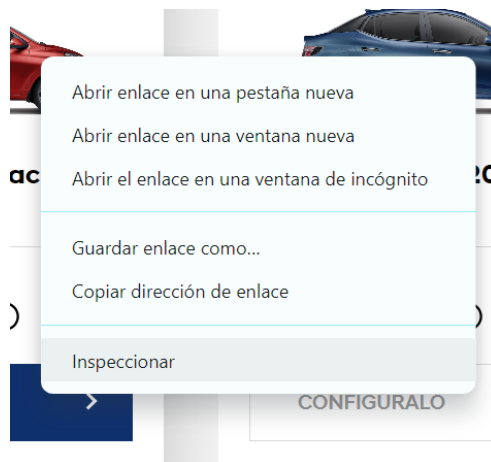 Abrir enlace en una pestaña nueva
Abrir enlace en una ventana nueva
Abrir el enlace en una ventana de incógnito
Guardar enlace como...
Copiar dirección de enlace
Inspeccionar
CONFIGÚRALO